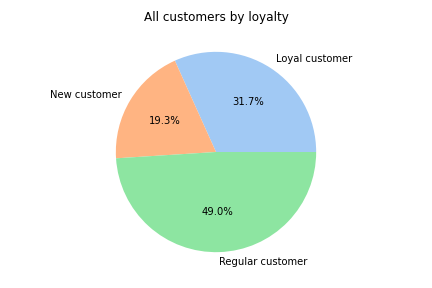 All customers by loyalty
Loyal customer
31.7%
New customer
19.3%
49.0%
Regular customer